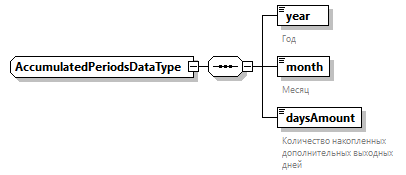 year
Год
AccumulatedPeriodsDataType
month
Месяц
daysAmount
Количество накопленных
дополнительных выходных
дней